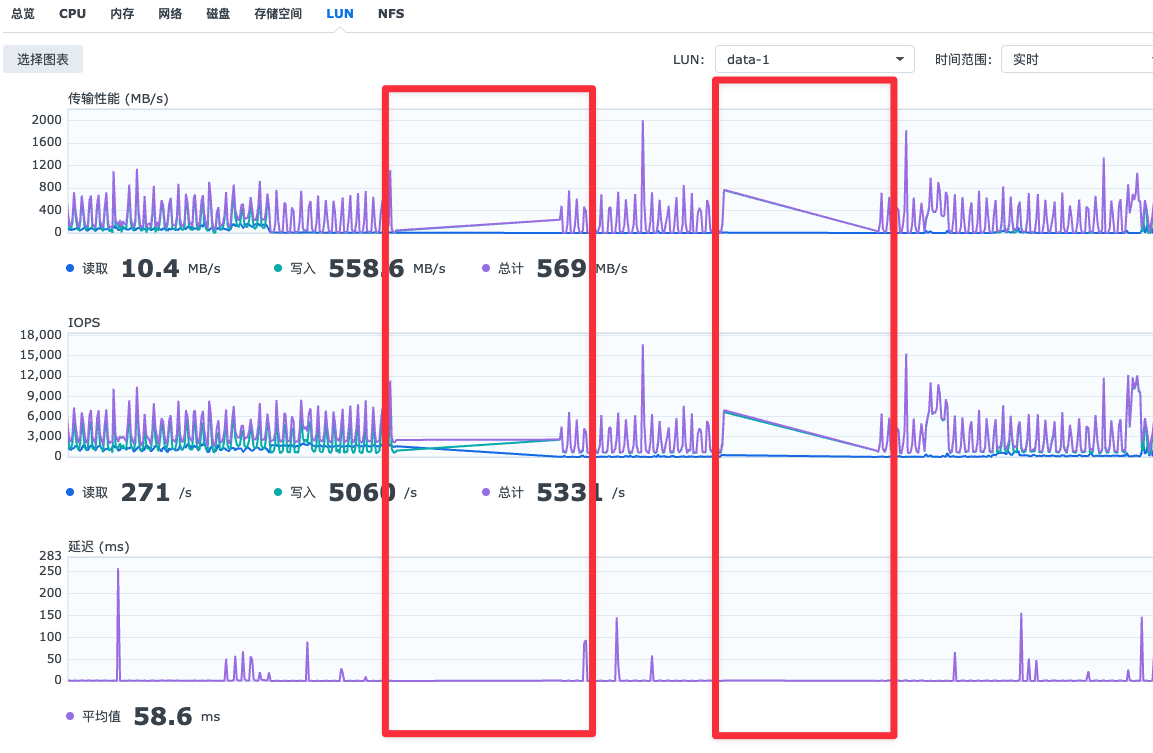 总览 CPU 内存 网络 磁盘 存储空间 LUN NFS
选择图表 LUN: data-1 时间范围: 实时
传输性能 (MB/s)
2000
1600
1200
800
400
0
读取 10.4 MB/s 写入 558.6 MB/s 总计 569 MB/s
IOPS
18,000
15,000
12,000
9,000
6,000
3,000
0
读取 271 /s 写入 5060 /s 总计 5331 /s
延迟 (ms)
283
250
200
150
100
50
0
平均值 58.6 ms